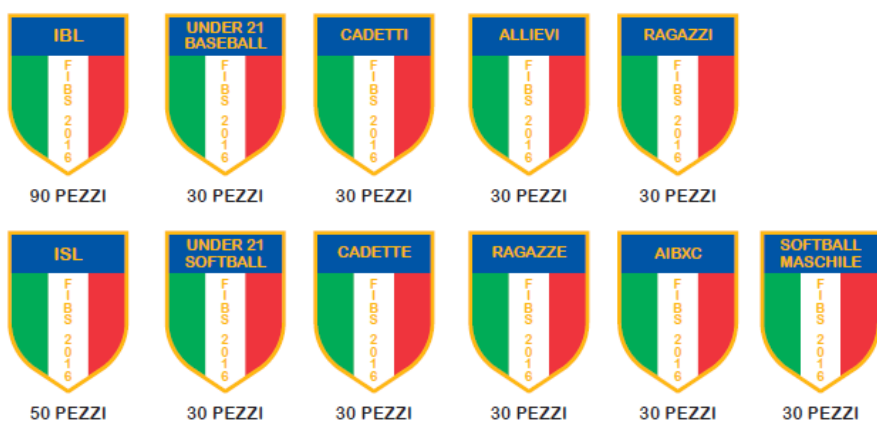 IBL
FIBS 2016
90 PEZZI
UNDER 21
BASEBALL
FIBS 2016
30 PEZZI
CADETTI
FIBS 2016
30 PEZZI
ALLIEVI
FIBS 2016
30 PEZZI
RAGAZZI
FIBS 2016
30 PEZZI
ISL
FIBS 2016
50 PEZZI
UNDER 21
SOFTBALL
FIBS 2016
30 PEZZI
CADETTE
FIBS 2016
30 PEZZI
RAGAZZE
FIBS 2016
30 PEZZI
AIBXC
FIBS 2016
30 PEZZI
SOFTBALL
MASCHILE
FIBS 2016
30 PEZZI